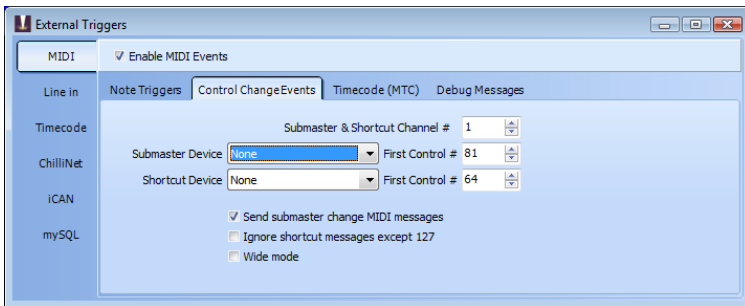 External Triggers
MIDI
Enable MIDI Events
Line in
Timecode
ChilliNet
iCAN
mySQL
Note Triggers
Control ChangeEvents
Timecode (MTC)
Debug Messages
Submaster & Shortcut Channel # 1
Submaster Device None First Control # 81
Shortcut Device None First Control # 64
Send submaster change MIDI messages
Ignore shortcut messages except 127
Wide mode